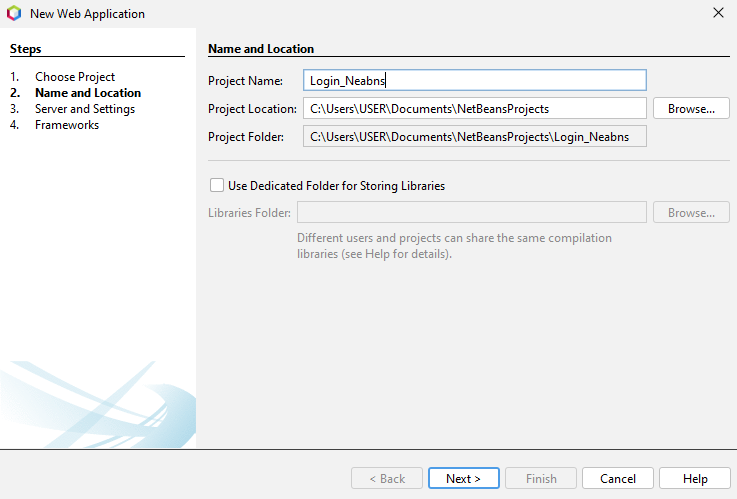 New Web Application
Steps
1. Choose Project
2. Name and Location
3. Server and Settings
4. Frameworks
Name and Location
Project Name: Login_Neabns
Project Location: C:\Users\USER\Documents\NetBeansProjects Browse...
Project Folder: C:\Users\USER\Documents\NetBeansProjects\Login_Neabns
Use Dedicated Folder for Storing Libraries
Libraries Folder: Browse...
Different users and projects can share the same compilation
libraries (see Help for details).
< Back Next > Finish Cancel Help